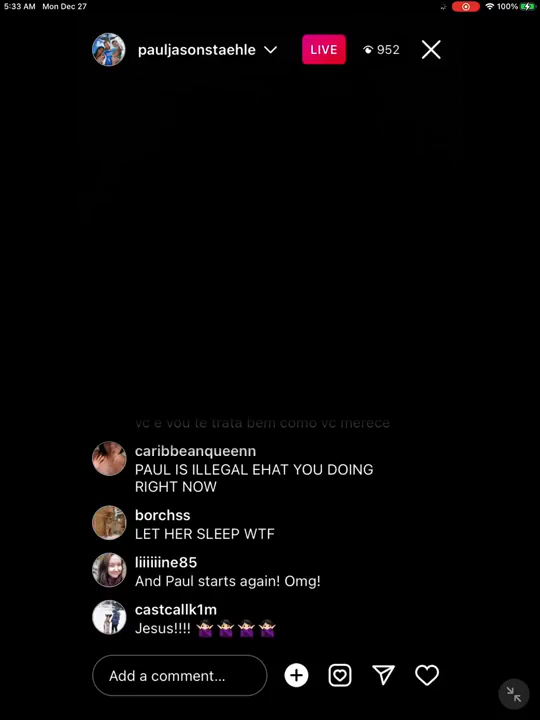 5:33 AM Mon Dec 27
100%
pauljasonstaehle
LIVE
952
vc e vou te trata bem como vc merece
caribbeanqueenn
PAUL IS ILLEGAL EHAT YOU DOING
RIGHT NOW
borchss
LET HER SLEEP WTF
liiiiiine85
And Paul starts again! Omg!
castcallk1m
Jesus!!!! 🤷🏻‍♀️🤷🏻‍♀️🤷🏻‍♀️🤷🏻‍♀️
Add a comment...